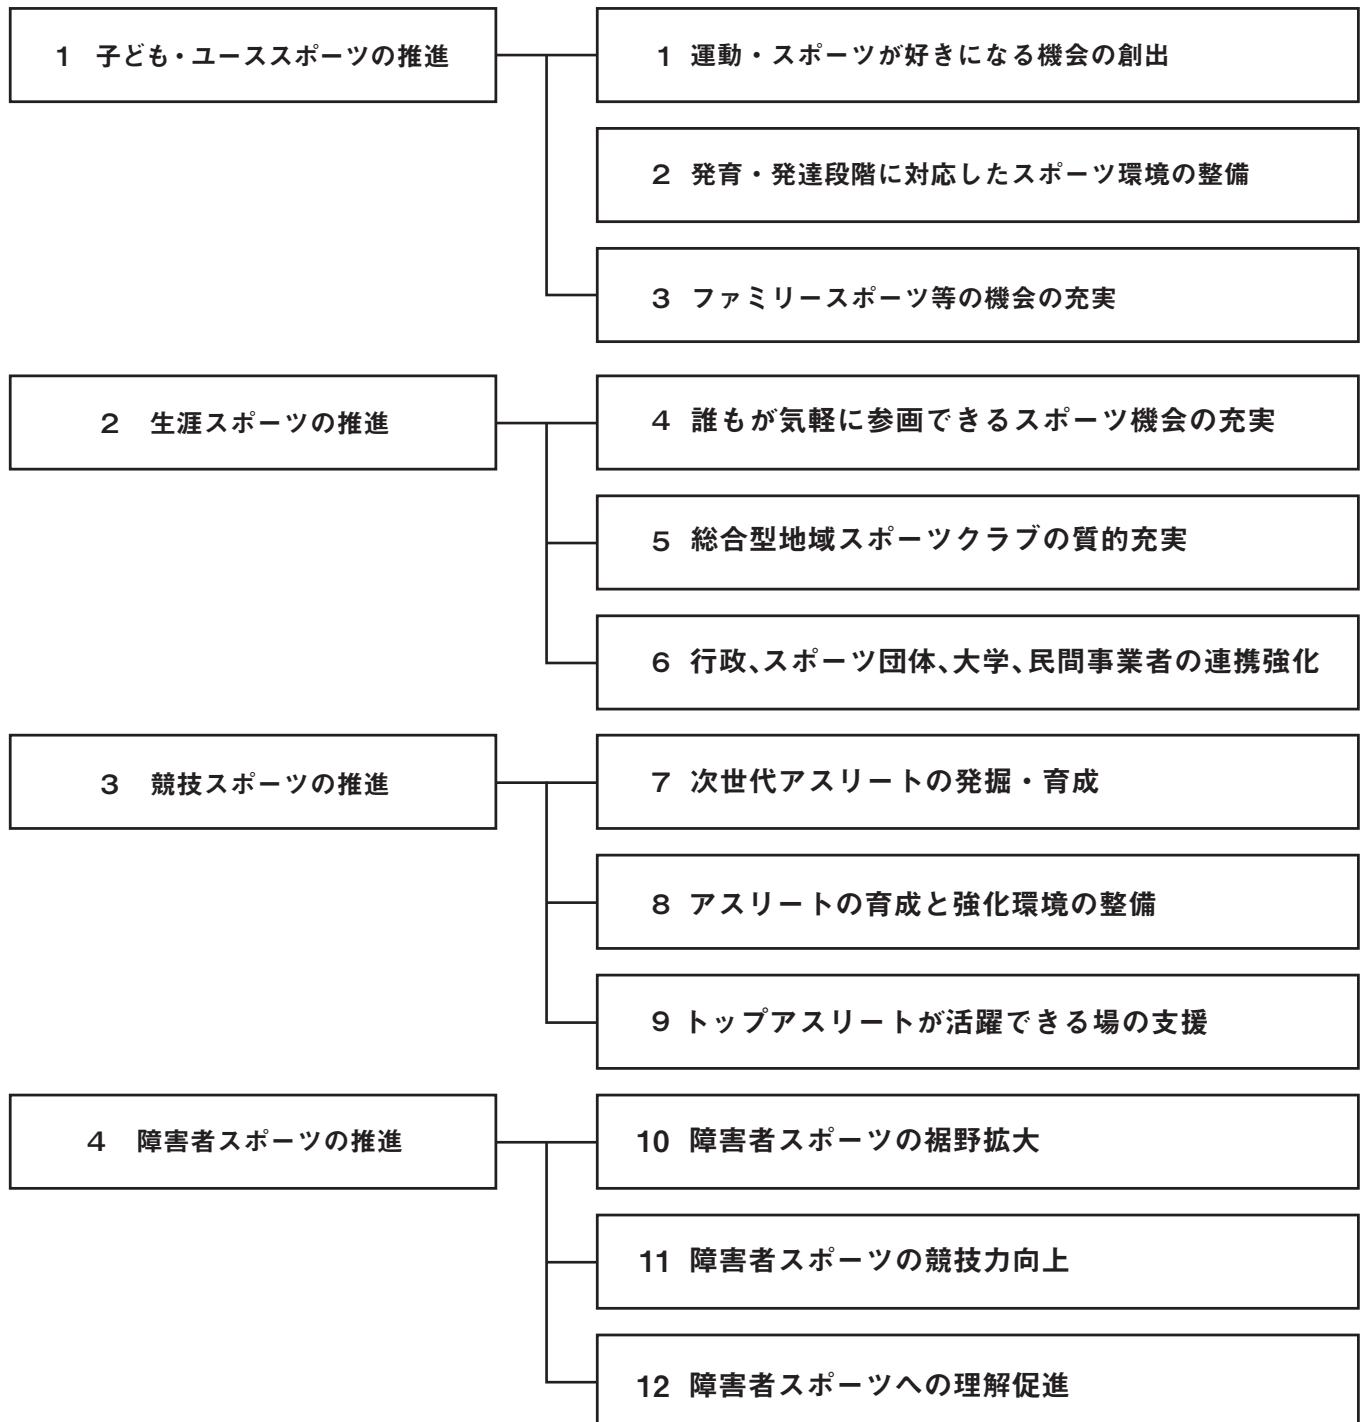 1 子ども・ユーススポーツの推進
1 運動・スポーツが好きになる機会の創出
2 発育・発達段階に対応したスポーツ環境の整備
3 ファミリースポーツ等の機会の充実
2 生涯スポーツの推進
4 誰もが気軽に参画できるスポーツ機会の充実
5 総合型地域スポーツクラブの質的充実
6 行政、スポーツ団体、大学、民間事業者の連携強化
3 競技スポーツの推進
7 次世代アスリートの発掘・育成
8 アスリートの育成と強化環境の整備
9 トップアスリートが活躍できる場の支援
4 障害者スポーツの推進
10 障害者スポーツの裾野拡大
11 障害者スポーツの競技力向上
12 障害者スポーツへの理解促進